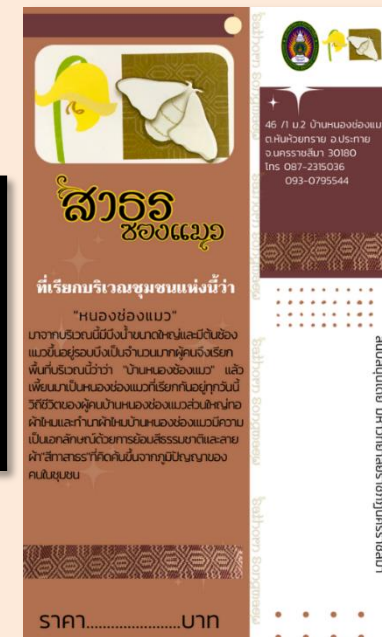 สาธร
ซองแมว
ที่เรียกบริเวณชุมชนแห่งนี้ว่า
"หนองช่องแมว"
มาจากบริเวณนี้มีบึงน้ำขนาดใหญ่และมีต้นช้อง
แมวขึ้นอยู่รอบบึงเป็นจำนวนมากผู้คนจึงเรียก
พื้นที่บริเวณนี้ว่า "บ้านหนองช้องแมว" แล้ว
เพี้ยนมาเป็นหนองช่องแมวที่เรียกกันอยู่ทุกวันนี้
วิถีชีวิตของผู้คนบ้านหนองช่องแมวส่วนใหญ่ทอ
ผ้าไหมและทำนาผ้าไหมบ้านหนองช่องแมวมีความ
เป็นเอกลักษณ์ด้วยการย้อมสีธรรมชาติและลาย
ผ้า"สีทาสาธร"ที่คิดค้นขึ้นจากภูมิปัญญาของ
คนในชุมชน
ราคา......................บาท
46 /1 ม.2 บ้านหนองช่องแมว
ต.หันห้วยทราย อ.ประทาย
จ.นครราชสีมา 30180
โทร 087-2315036
093-0795544